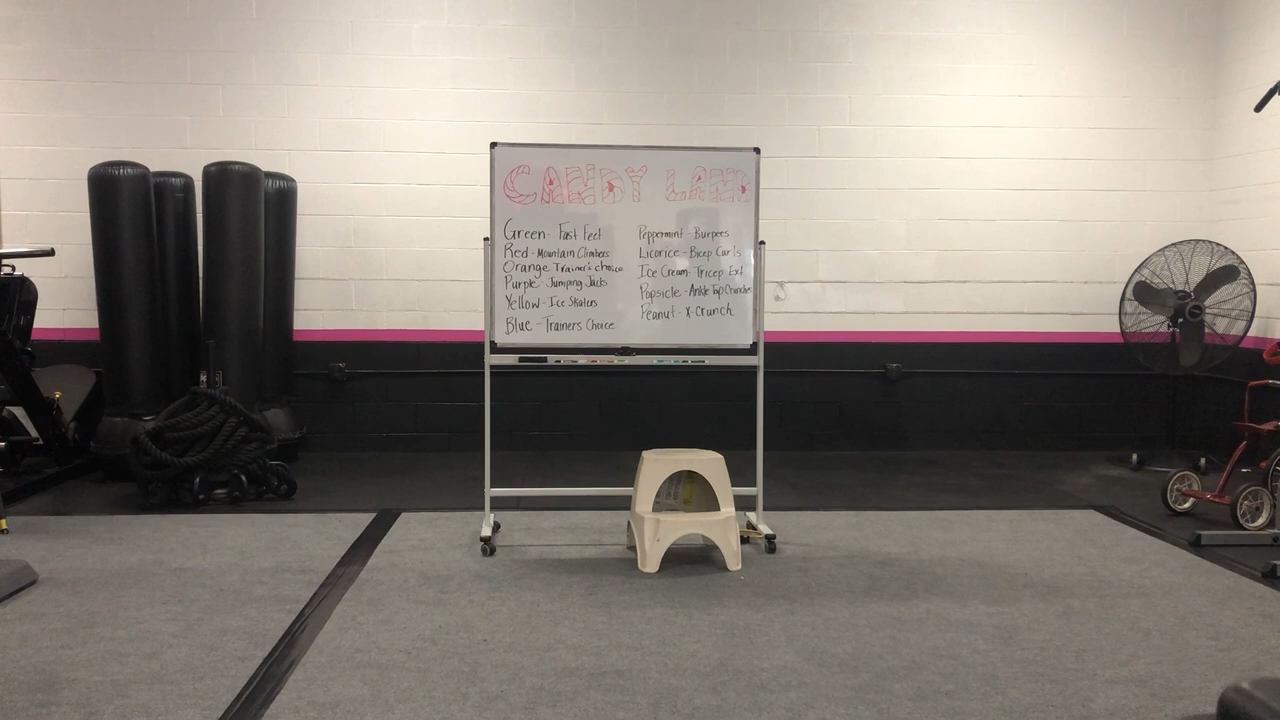 CANDY LAND
Green - Fast Feet
Red - Mountain Climbers
Orange Trainer's choice
Purple - Jumping Jacks
Yellow - Ice Skaters
Blue - Trainers Choice
Peppermint - Burpees
Licorice - Bicep Curls
Ice Cream - Tricep Ext
Popsicle - Ankle Tap Crunches
Peanut - X-Crunch